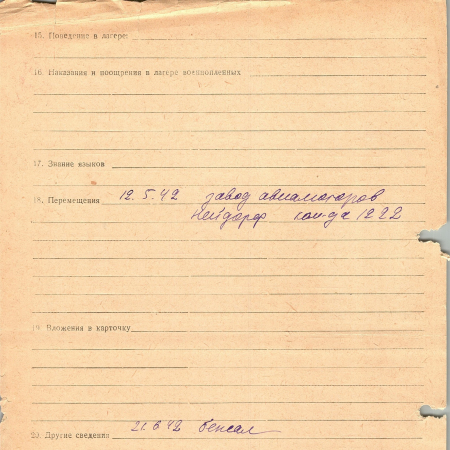 15. Поведение в лагере:
16. Наказания и поощрения в лагере военнопленных
17. Знание языков
18. Перемещения 12.5.42 завод авиамоторов
Нейдорф ком-да 1222
19. Вложения в карточку
20. Другие сведения 21.6.42 бежал